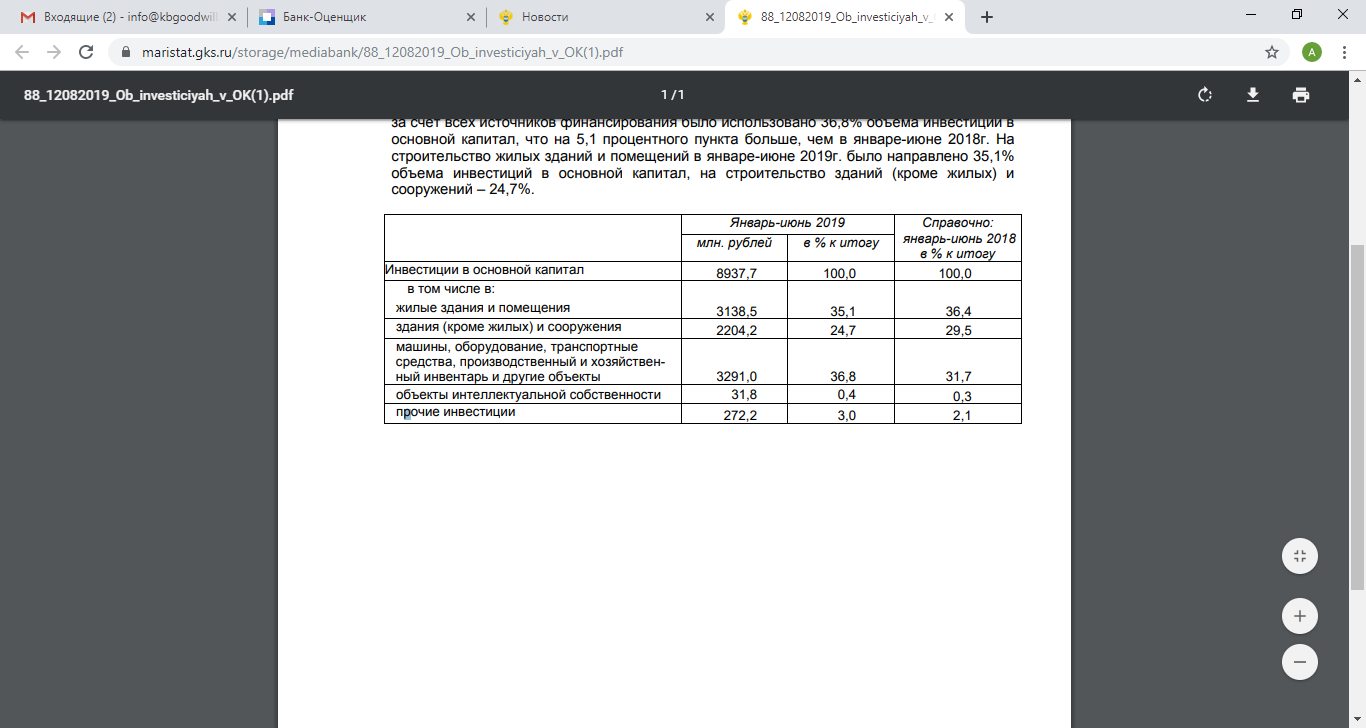 Входящие (2) - info@kbgoodwill
Банк-Оценщик
Новости
88_12082019_Ob_investiciyah_v_
maristat.gks.ru/storage/mediabank/88_12082019_Ob_investiciyah_v_OK(1).pdf
A
88_12082019_Ob_investiciyah_v_OK(1).pdf
1 / 1
за счет всех источников финансирования было использовано 36,8% объема инвестиций в
основной капитал, что на 5,1 процентного пункта больше, чем в январе-июне 2018г. На
строительство жилых зданий и помещений в январе-июне 2019г. было направлено 35,1%
объема инвестиций в основной капитал, на строительство зданий (кроме жилых) и
сооружений – 24,7%.
Январь-июнь 2019
Справочно:
январь-июнь 2018
в % к итогу
млн. рублей
в % к итогу
Инвестиции в основной капитал 8937,7 100,0 100,0
в том числе в:
жилые здания и помещения 3138,5 35,1 36,4
здания (кроме жилых) и сооружения 2204,2 24,7 29,5
машины, оборудование, транспортные
средства, производственный и хозяйствен-
ный инвентарь и другие объекты 3291,0 36,8 31,7
объекты интеллектуальной собственности 31,8 0,4 0,3
прочие инвестиции 272,2 3,0 2,1